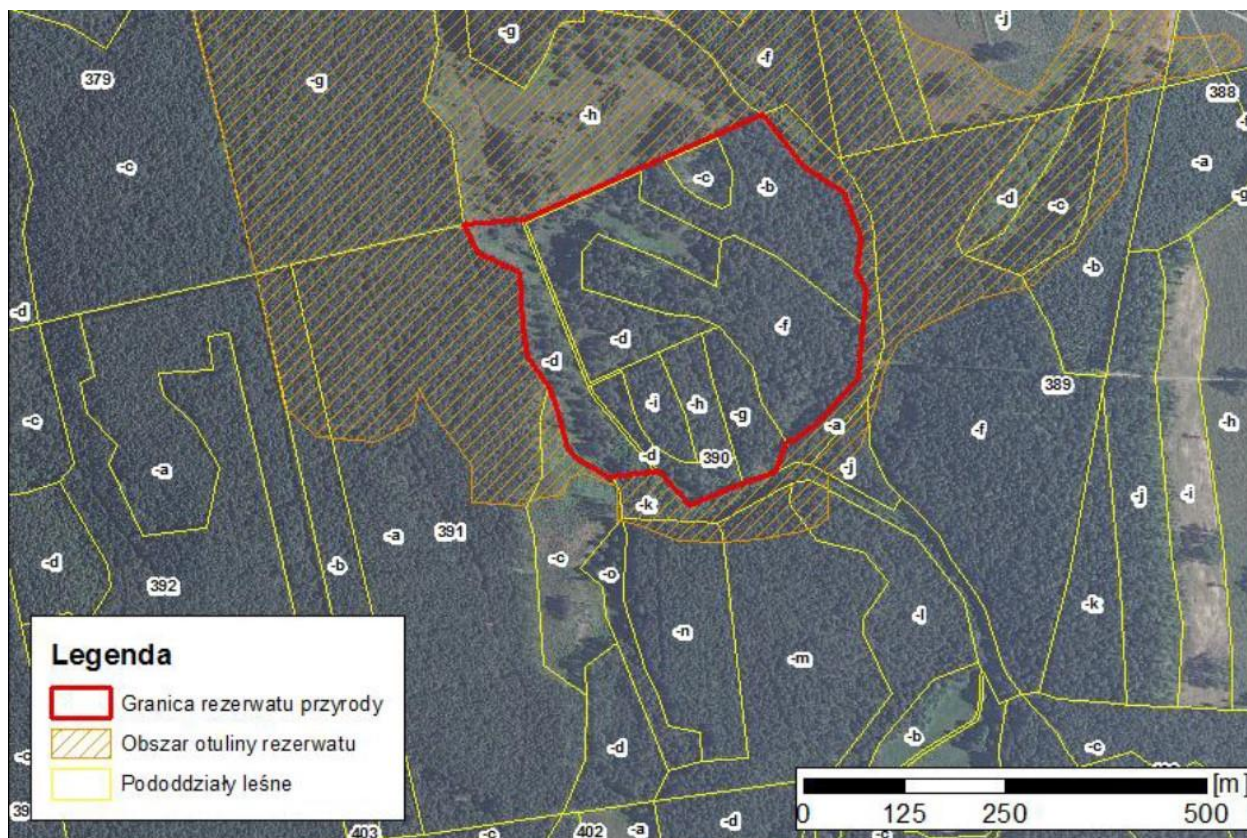 -j
-g
379
-g
-f
388
-h
-c
-a
-c
-b
-g
-d
-c
-b
-d
-d
-f
-d
389
-c
-i
-h
-g
-a
-f
-h
-a
-d
390
-j
-j
-i
-k
391
-a
-d
-c
-b
-o
392
-k
-l
-n
-m
-b
-d
-c
-c
403
-c
402
-a
-d
-c
Legenda
Granica rezerwatu przyrody
Obszar otuliny rezerwatu
Pododdziały leśne
[m]
0 125 250 500